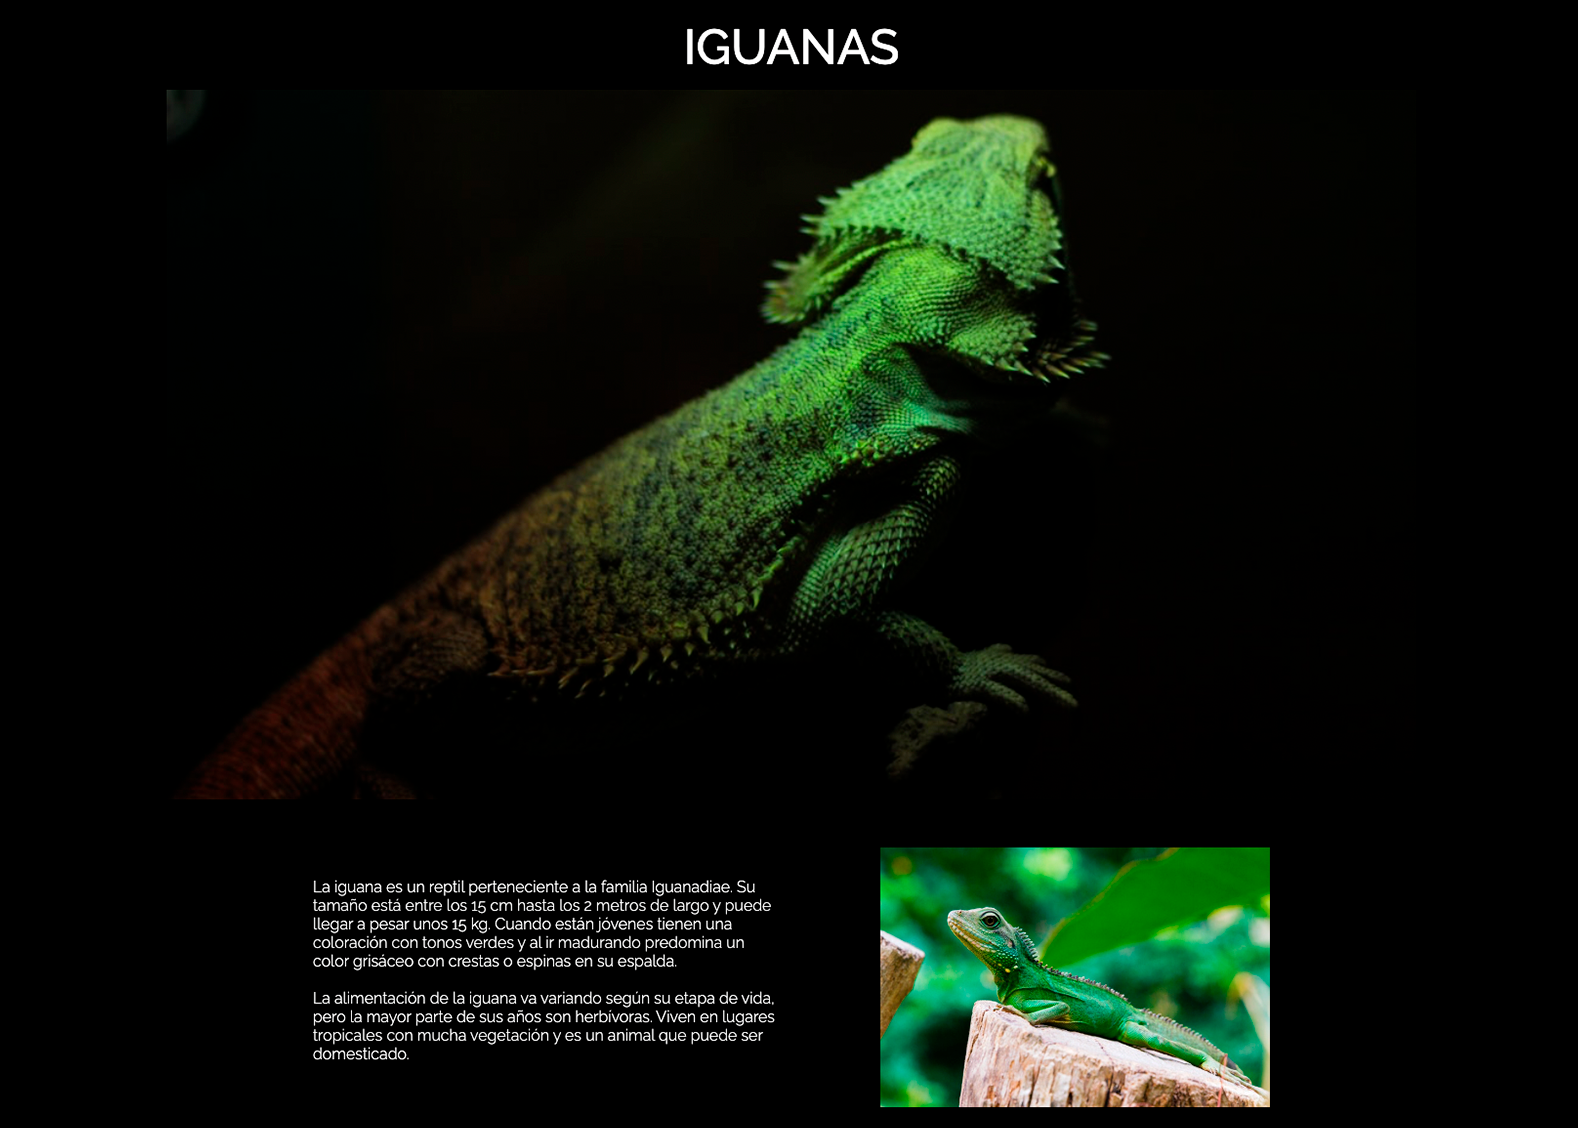 IGUANAS
La iguana es un reptil perteneciente a la familia Iguanadiae. Su
tamaño está entre los 15 cm hasta los 2 metros de largo y puede
llegar a pesar unos 15 kg. Cuando están jóvenes tienen una
coloración con tonos verdes y al ir madurando predomina un
color grisáceo con crestas o espinas en su espalda.
La alimentación de la iguana va variando según su etapa de vida,
pero la mayor parte de sus años son herbívoras. Viven en lugares
tropicales con mucha vegetación y es un animal que puede ser
domesticado.